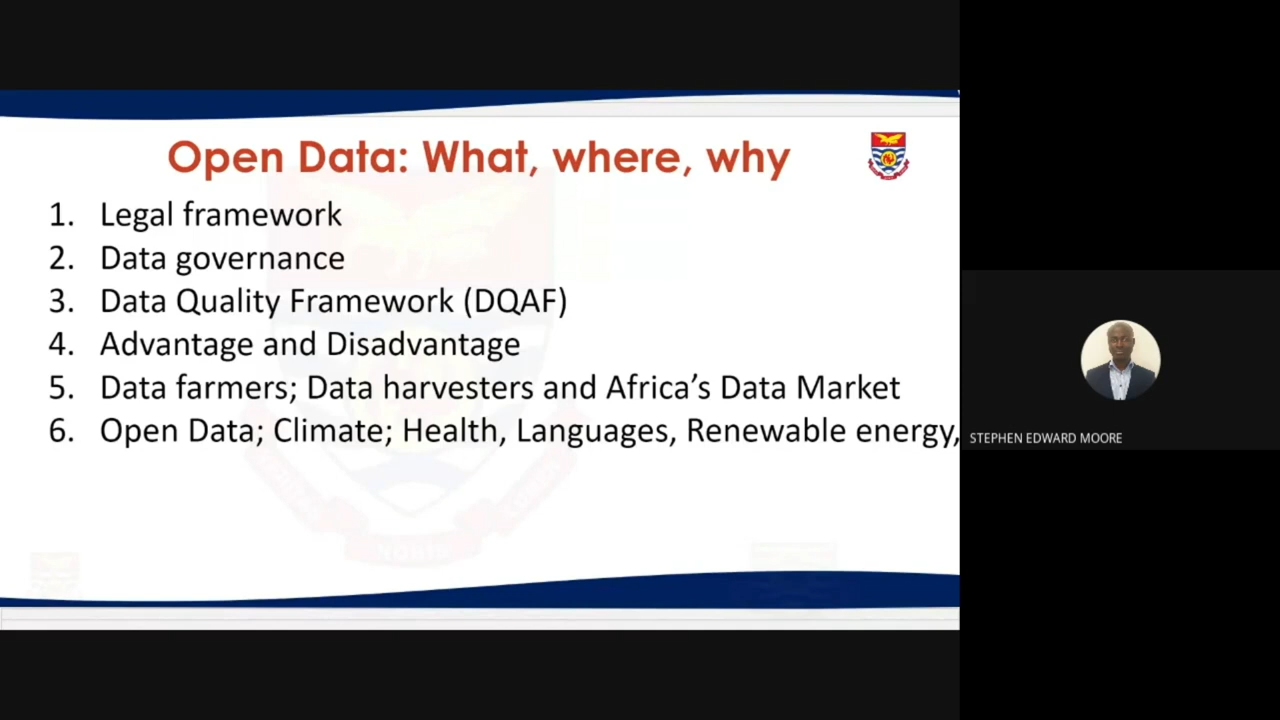 Open Data: What, where, why
1. Legal framework
2. Data governance
3. Data Quality Framework (DQAF)
4. Advantage and Disadvantage
5. Data farmers; Data harvesters and Africa’s Data Market
6. Open Data; Climate; Health, Languages, Renewable energy,
STEPHEN EDWARD MOORE